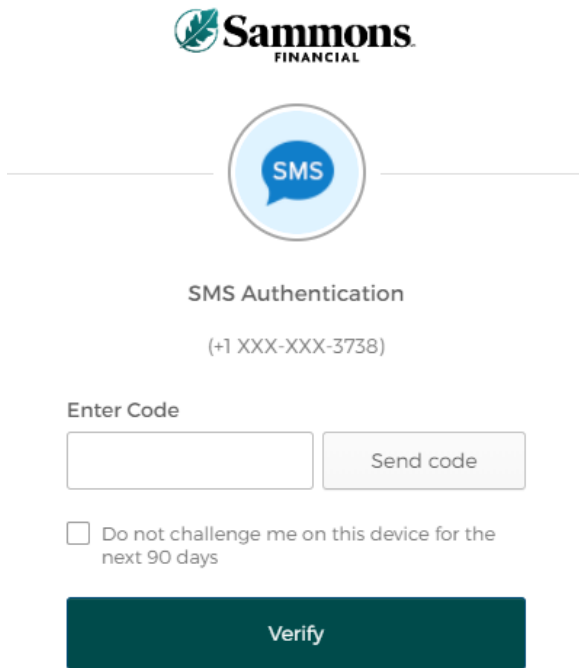 Sammons
FINANCIAL
SMS
SMS Authentication
(+1 XXX-XXX-3738)
Enter Code
Send code
Do not challenge me on this device for the
next 90 days
Verify